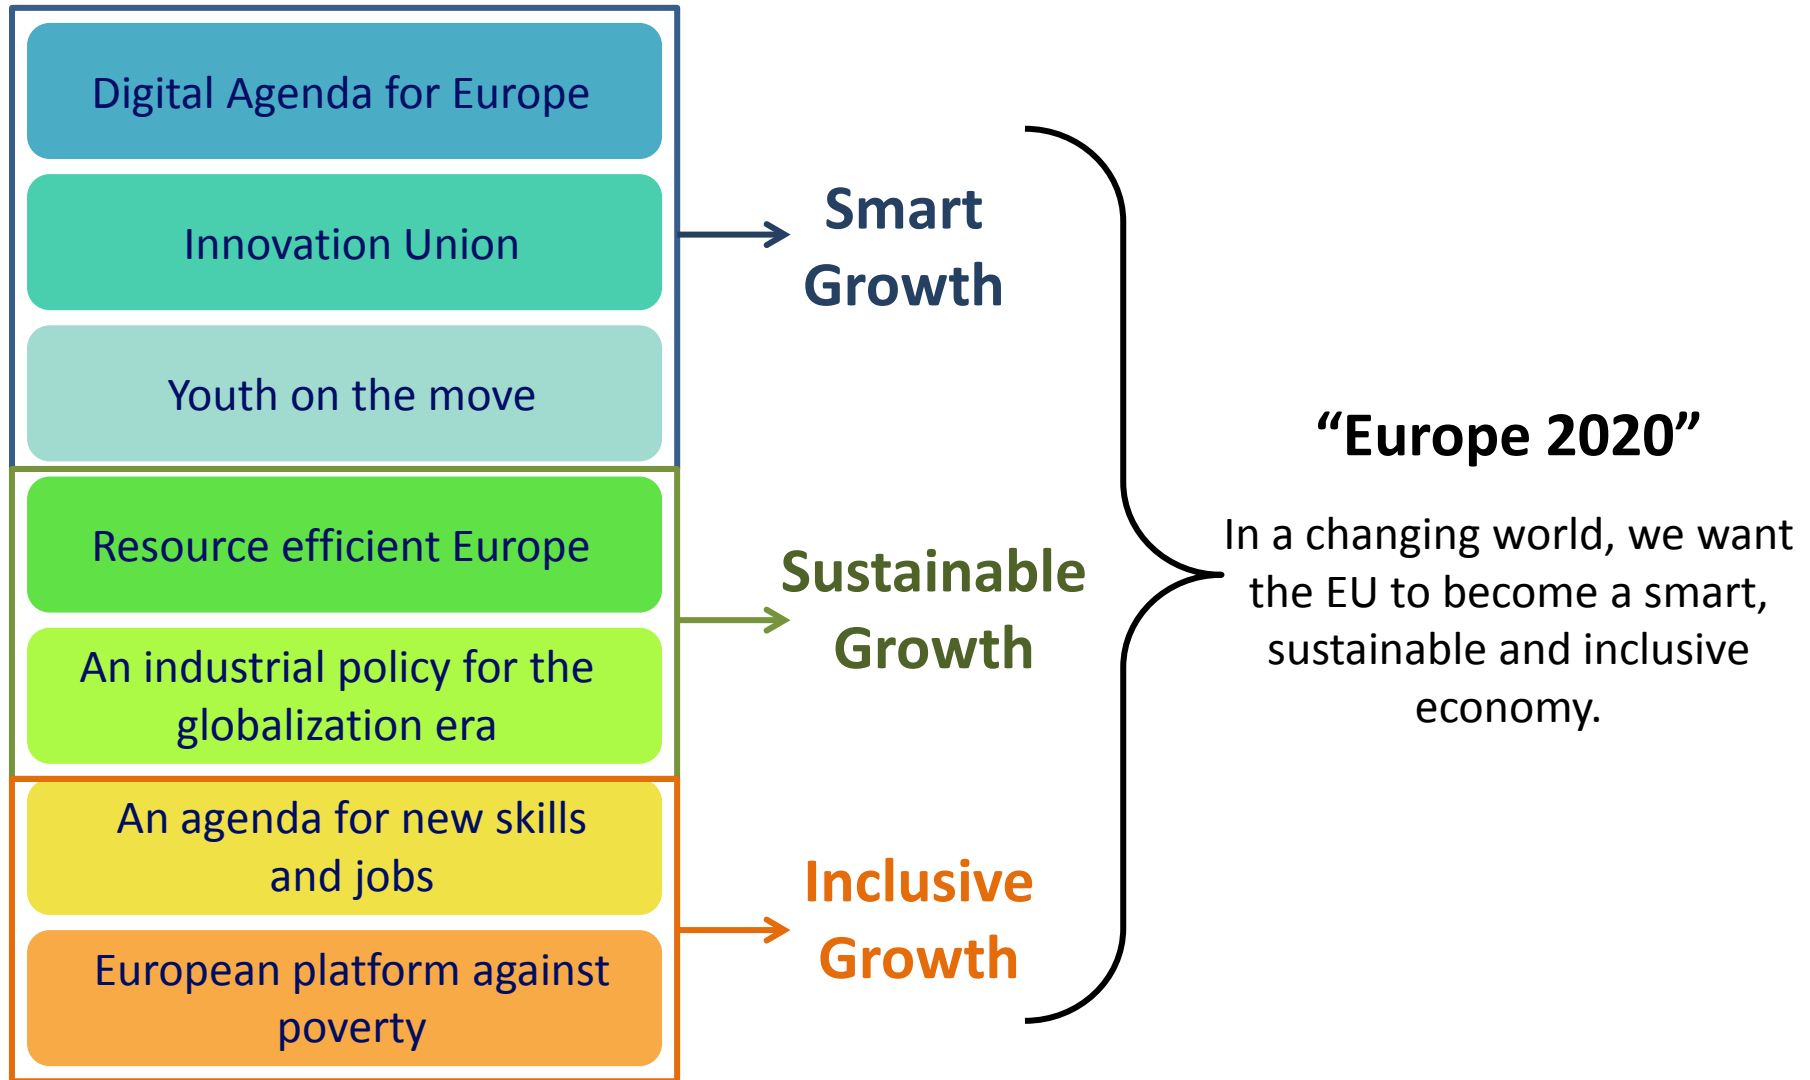 Digital Agenda for Europe
Innovation Union
Youth on the move
Resource efficient Europe
An industrial policy for the
globalization era
An agenda for new skills
and jobs
European platform against
poverty
Smart
Growth
Sustainable
Growth
Inclusive
Growth
“Europe 2020”
In a changing world, we want
the EU to become a smart,
sustainable and inclusive
economy.